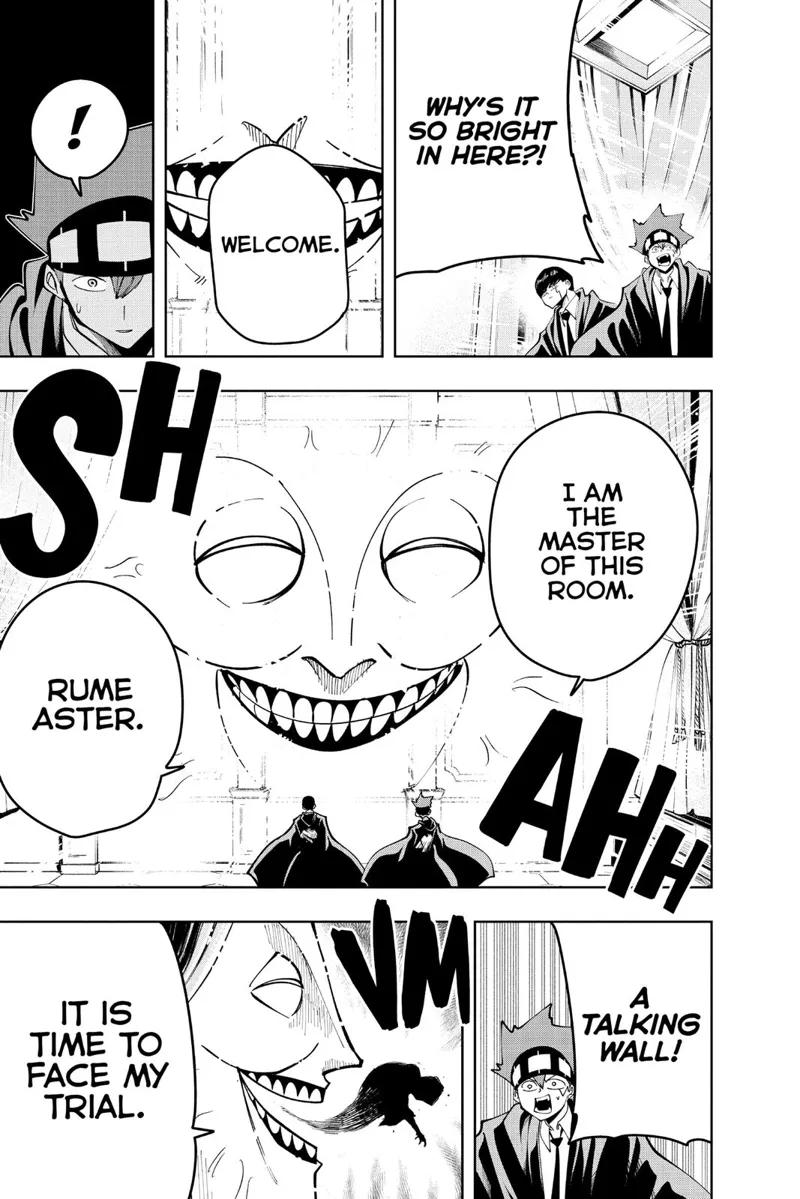 WHY'S IT
SO BRIGHT
IN HERE?!
WELCOME.
!
I AM
THE
MASTER
OF THIS
ROOM.
SH
AHH
RUME
ASTER.
A
TALKING
WALL!
VM
IT IS
TIME TO
FACE MY
TRIAL.